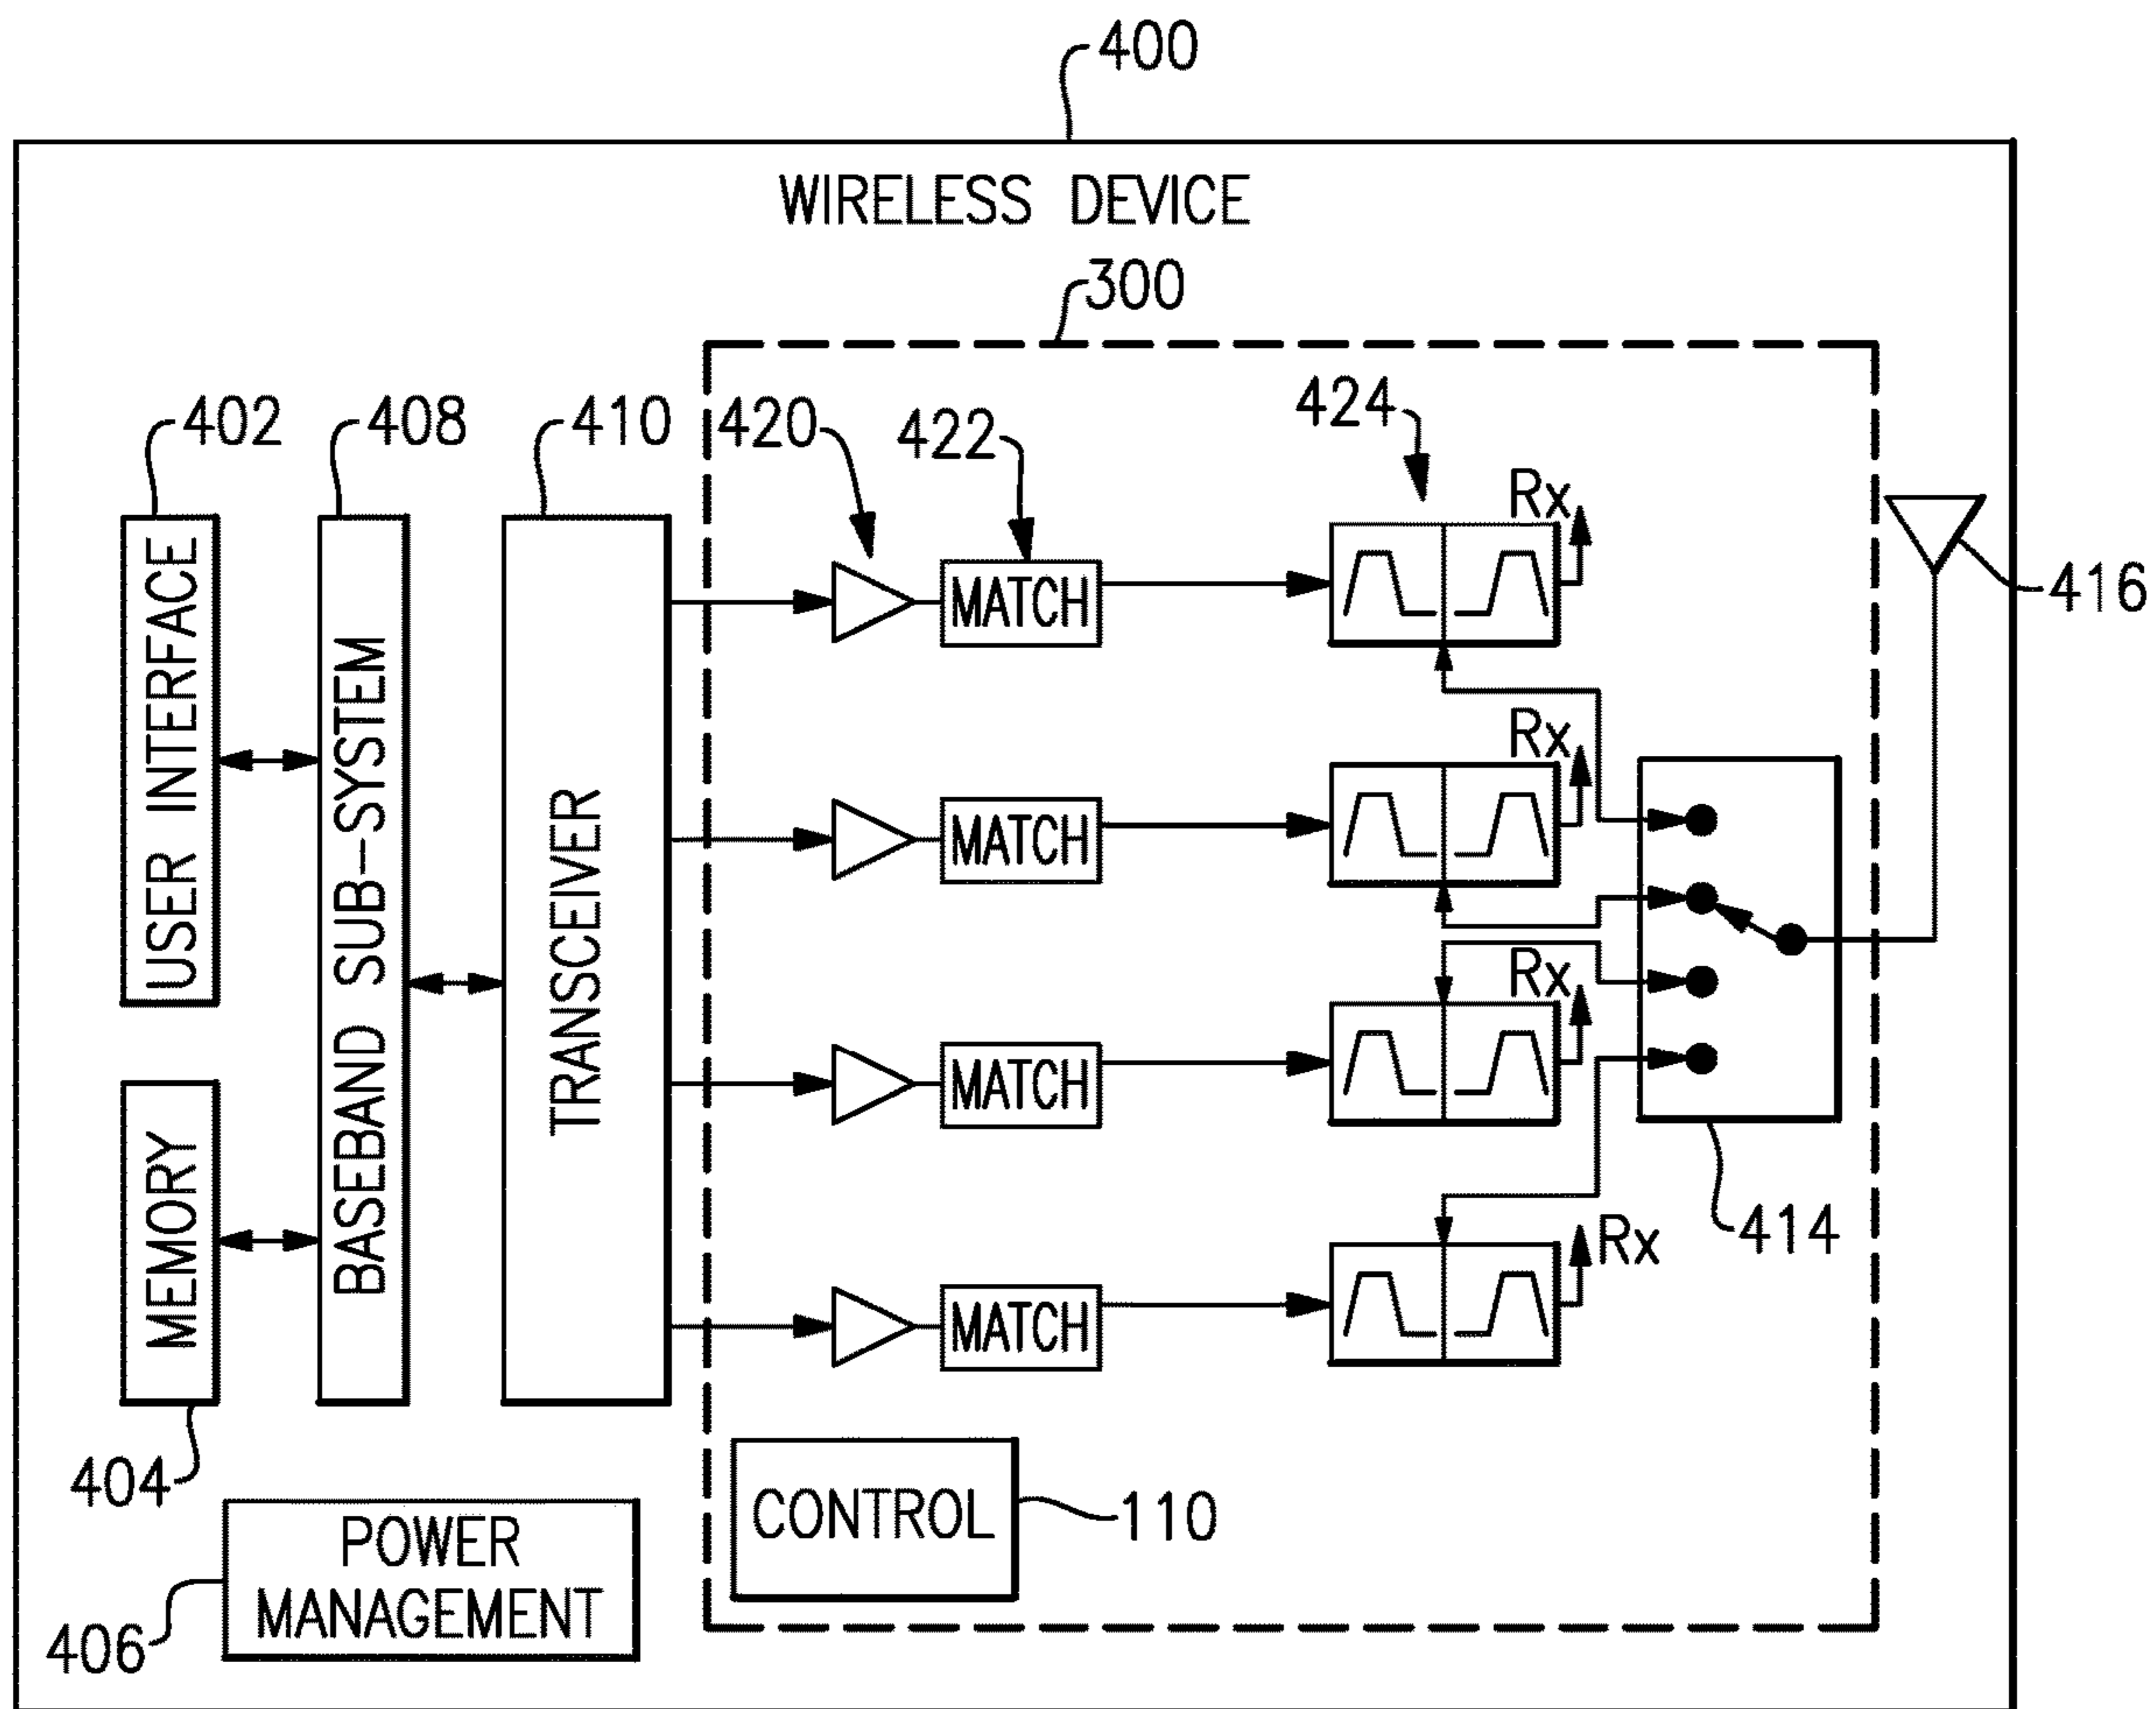 400
WIRELESS DEVICE
300
402
408
410
420
422
424
Rx
416
USER INTERFACE
BASEBAND SUB-SYSTEM
TRANSCEIVER
MATCH
Rx
MATCH
Rx
MATCH
Rx
MATCH
414
MEMORY
404
CONTROL
110
POWER
MANAGEMENT
406